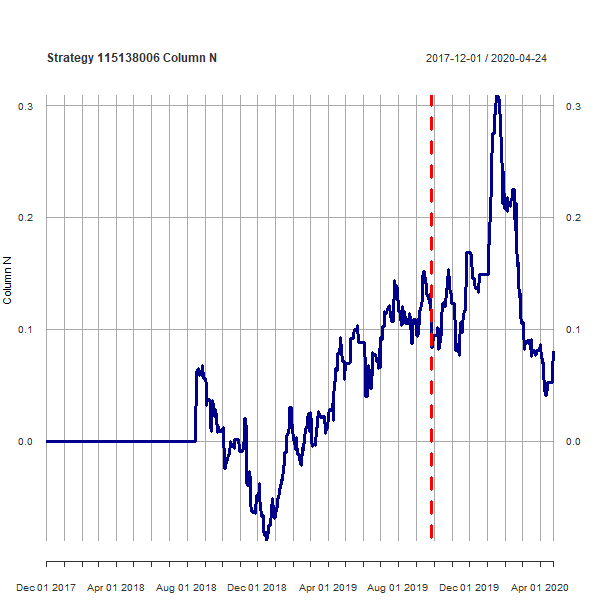 Strategy 115138006 Column N
2017-12-01 / 2020-04-24
0.3 0.3
0.2 0.2
Column N
0.1 0.1
0.0 0.0
Dec 01 2017 Apr 01 2018 Aug 01 2018 Dec 01 2018 Apr 01 2019 Aug 01 2019 Dec 01 2019 Apr 01 2020